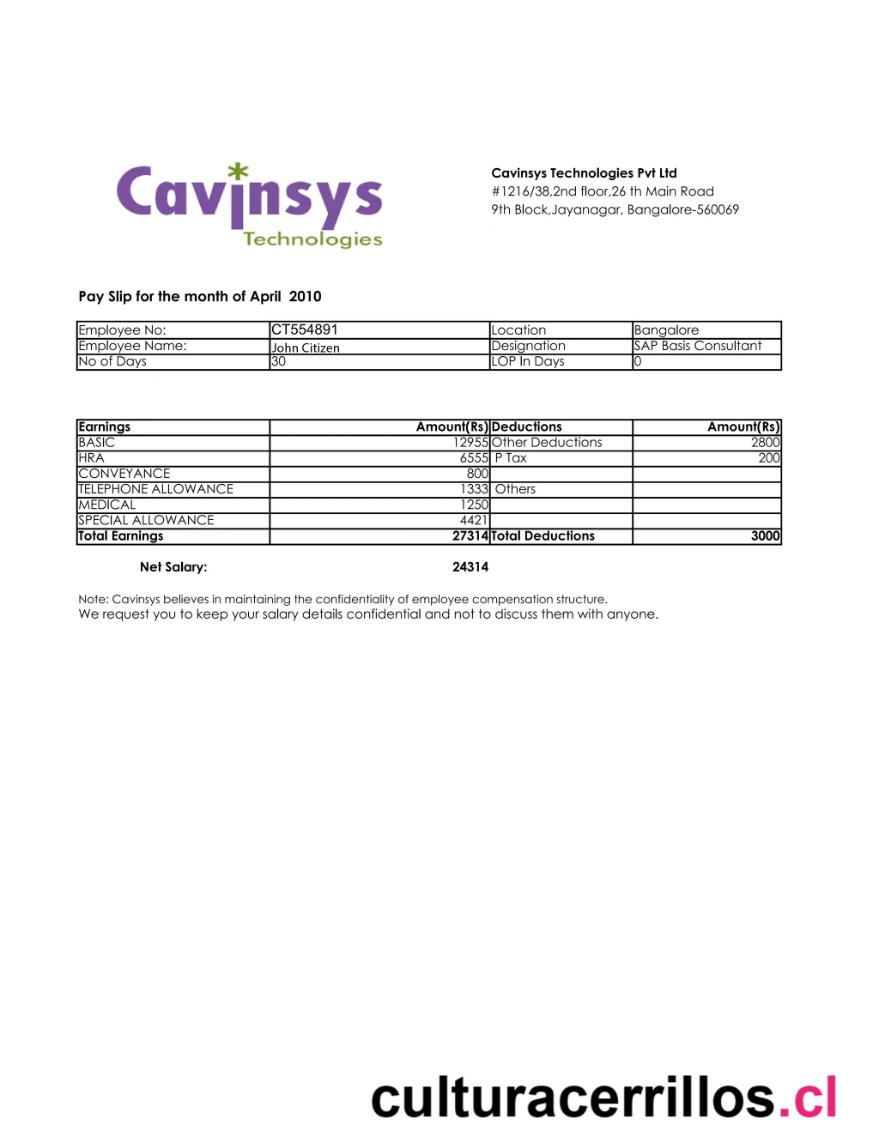 Cavinsys
Technologies
Cavinsys Technologies Pvt Ltd
#1216/38,2nd floor,26 th Main Road
9th Block,Jayanagar, Bangalore-560069
Pay Slip for the month of April 2010
Employee No: CT554891 Location Bangalore
Employee Name: John Citizen Designation SAP Basis Consultant
No of Days 30 LOP In Days 0
Earnings Amount(Rs) Deductions Amount(Rs)
BASIC 12955 Other Deductions 2800
HRA 6555 P Tax 200
CONVEYANCE 800
TELEPHONE ALLOWANCE 1333 Others
MEDICAL 1250
SPECIAL ALLOWANCE 4421
Total Earnings 27314 Total Deductions 3000
Net Salary: 24314
Note: Cavinsys believes in maintaining the confidentiality of employee compensation structure.
We request you to keep your salary details confidential and not to discuss them with anyone.
culturacerrillos.cl